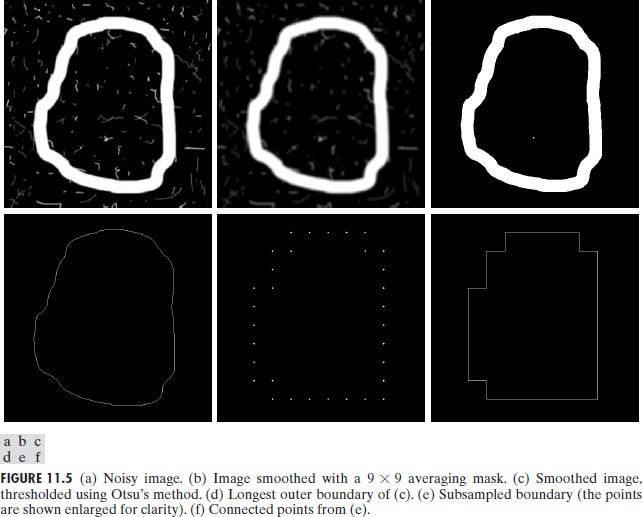 a b c
d e f
FIGURE 11.5 (a) Noisy image. (b) Image smoothed with a 9 × 9 averaging mask. (c) Smoothed image,
thresholded using Otsu's method. (d) Longest outer boundary of (c). (e) Subsampled boundary (the points
are shown enlarged for clarity). (f) Connected points from (e).